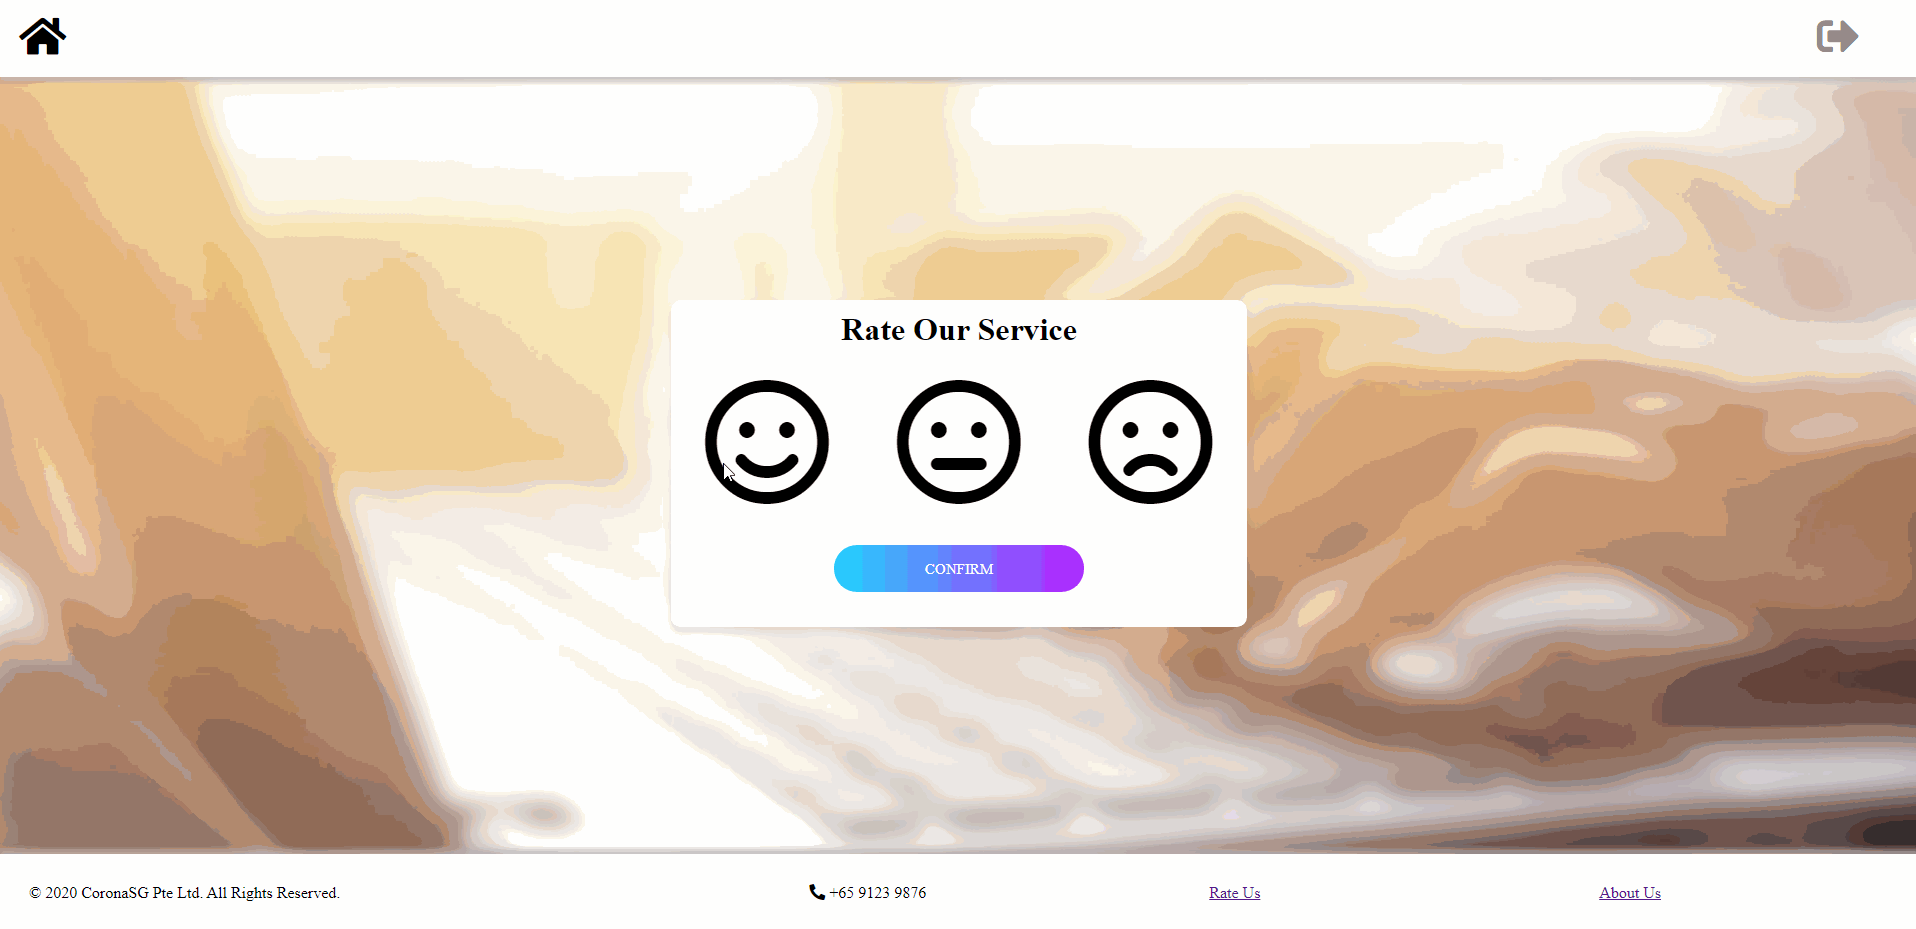 Rate Our Service
CONFIRM
© 2020 CoronaSG Pte Ltd. All Rights Reserved.
+65 9123 9876
Rate Us
About Us